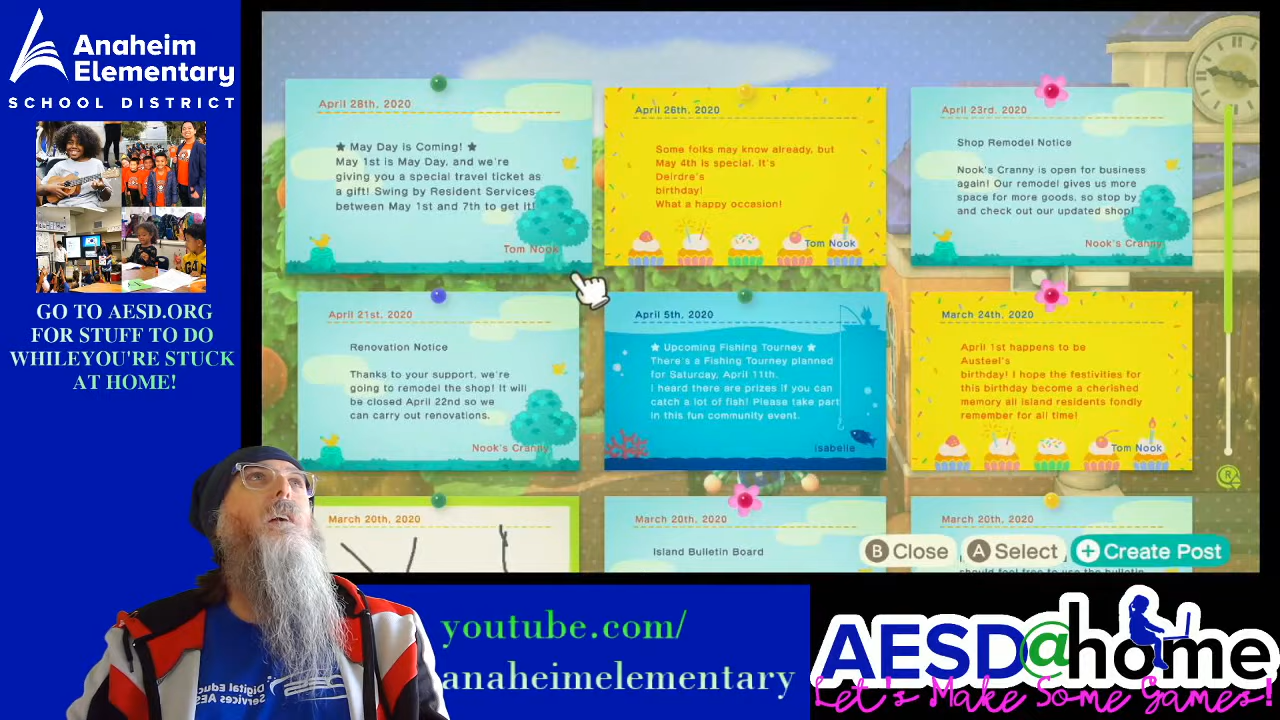 Anaheim
Elementary
SCHOOL DISTRICT
GO TO AESD.ORG
FOR STUFF TO DO
WHILEYOU'RE STUCK
AT HOME!
April 28th, 2020
★ May Day is Coming! ★
May 1st is May Day, and we're
giving you a special travel ticket as
a gift! Swing by Resident Services
between May 1st and 7th to get it!
Tom Nook
April 26th, 2020
Some folks may know already, but
May 4th is special. It's
Deirdre's
birthday!
What a happy occasion!
Tom Nook
April 23rd, 2020
Shop Remodel Notice
Nook's Cranny is open for business
again! Our remodel gives us more
space for more goods, so stop by
and check out our updated shop!
Nook's Cranny
April 21st, 2020
Renovation Notice
Thanks to your support, we're
going to remodel the shop! It will
be closed April 22nd so we
can carry out renovations.
Nook's Cranny
April 5th, 2020
★ Upcoming Fishing Tourney ★
There's a Fishing Tourney planned
for Saturday, April 11th.
I heard there are prizes if you can
catch a lot of fish! Please take part
in this fun community event.
Isabelle
March 24th, 2020
April 1st happens to be
Austeel's
birthday! I hope the festivities for
this birthday become a cherished
memory all island residents fondly
remember for all time!
Tom Nook
March 20th, 2020
March 20th, 2020
Island Bulletin Board
March 20th, 2020
should feel free to use the bulletin
B Close
A Select
+ Create Post
R
Digital Educ
Services AES
youtube.com/
anaheimelementary
AESD@home
Let's Make Some Games!